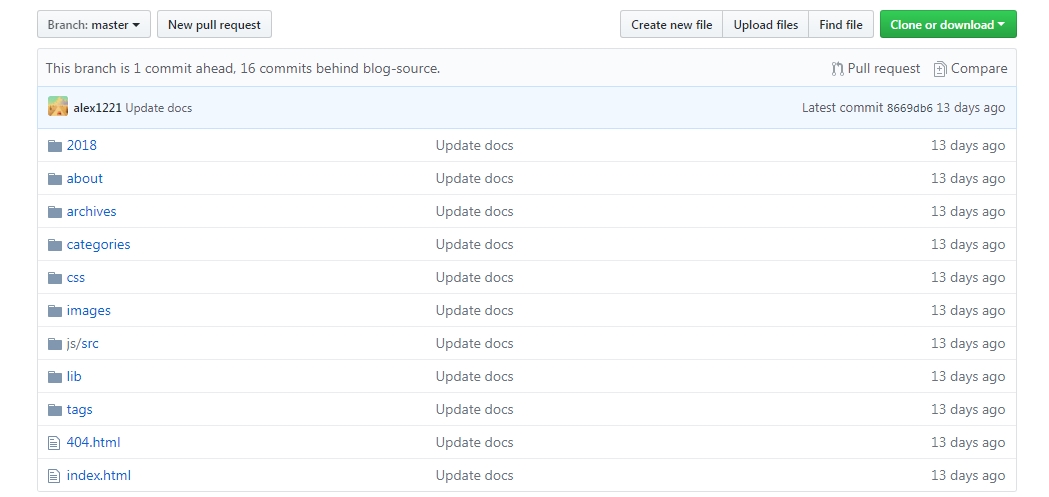 Branch: master New pull request Create new file Upload files Find file Clone or download
This branch is 1 commit ahead, 16 commits behind blog-source. Pull request Compare
alex1221 Update docs Latest commit 8669db6 13 days ago
2018 Update docs 13 days ago
about Update docs 13 days ago
archives Update docs 13 days ago
categories Update docs 13 days ago
css Update docs 13 days ago
images Update docs 13 days ago
js/src Update docs 13 days ago
lib Update docs 13 days ago
tags Update docs 13 days ago
404.html Update docs 13 days ago
index.html Update docs 13 days ago